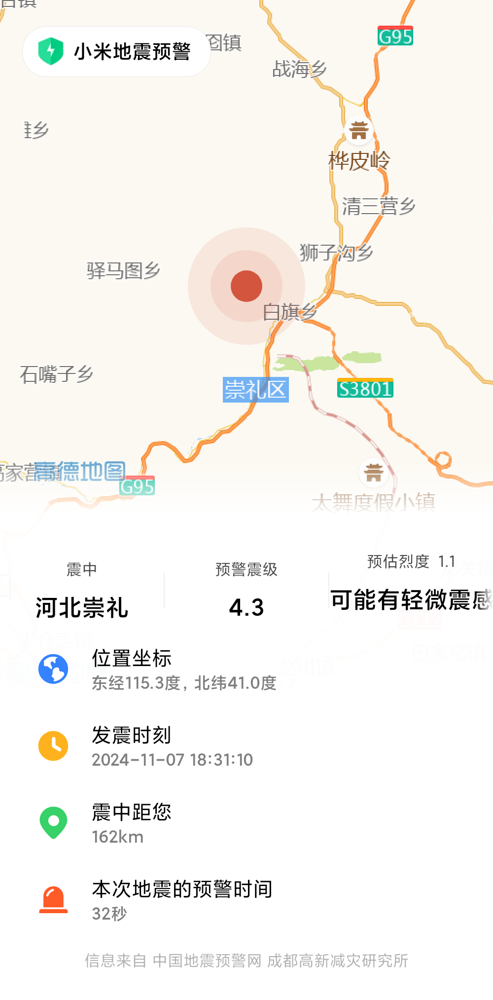 白镇
小米地震预警
囵镇
G95
战海乡
乡
桦皮岭
清三营乡
狮子沟乡
驿马图乡
白旗乡
石嘴子乡
崇礼区
S3801
高家营镇
高德地图
G95
太舞度假小镇
震中
河北崇礼
预警震级
4.3
预估烈度 1.1
可能有轻微震感
位置坐标
东经115.3度, 北纬41.0度
发震时刻
2024-11-07 18:31:10
震中距您
162km
本次地震的预警时间
32秒
信息来自 中国地震预警网 成都高新减灾研究所